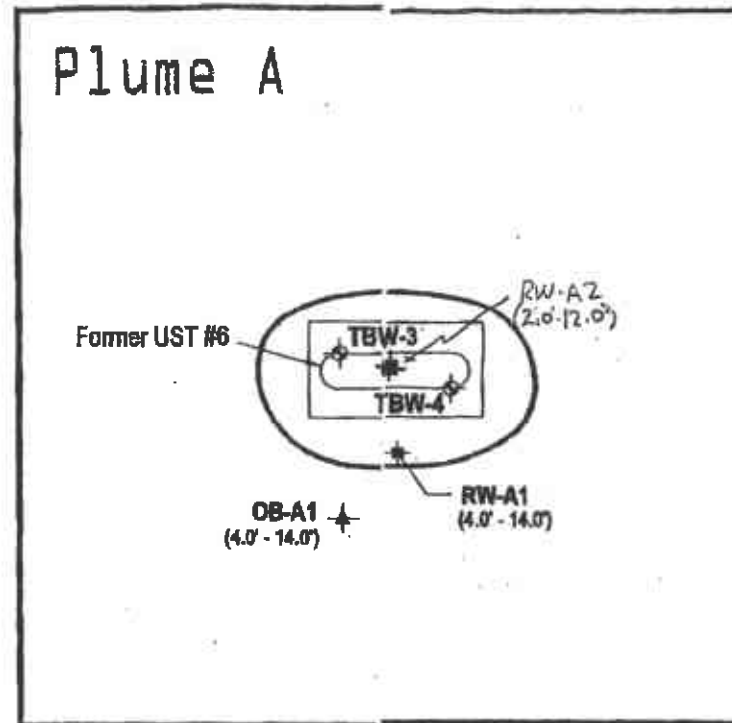 Plume A
RW-A2
(2.0'-12.0')
Former UST #6
TBW-3
TBW-4
OB-A1
(4.0' - 14.0')
RW-A1
(4.0' - 14.0')